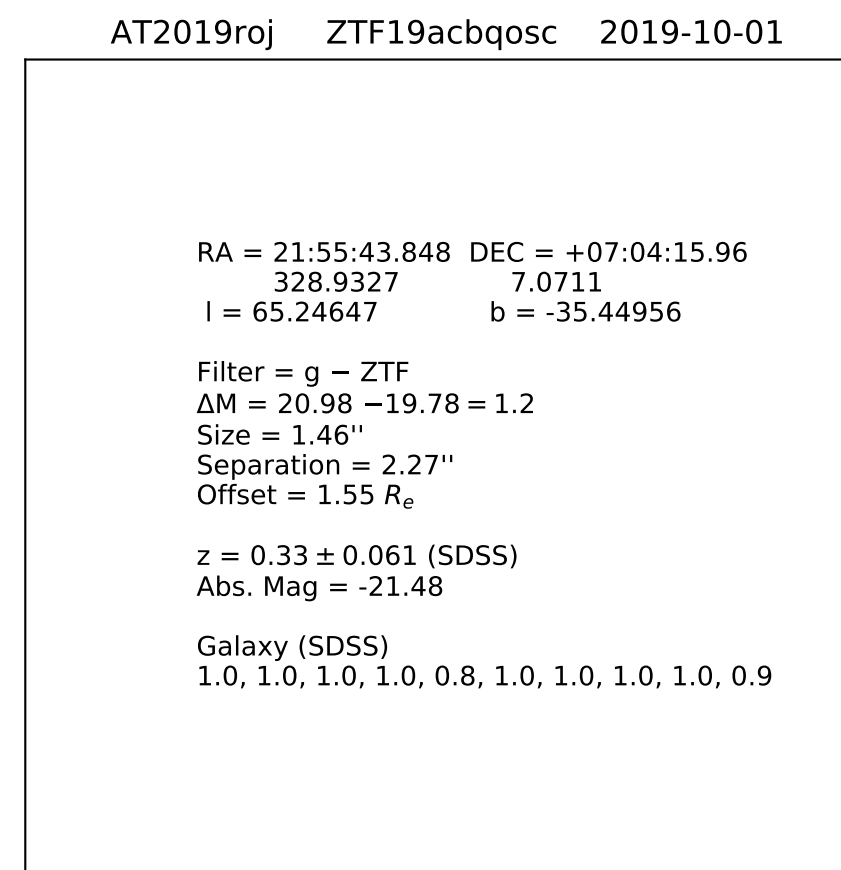 AT2019roj ZTF19acbqosc 2019-10-01
RA = 21:55:43.848 DEC = +07:04:15.96
328.9327 7.0711
l = 65.24647 b = -35.44956
Filter = g − ZTF
ΔM = 20.98 −19.78 = 1.2
Size = 1.46''
Separation = 2.27''
Offset = 1.55 Rₑ
z = 0.33 ± 0.061 (SDSS)
Abs. Mag = -21.48
Galaxy (SDSS)
1.0, 1.0, 1.0, 1.0, 0.8, 1.0, 1.0, 1.0, 1.0, 0.9